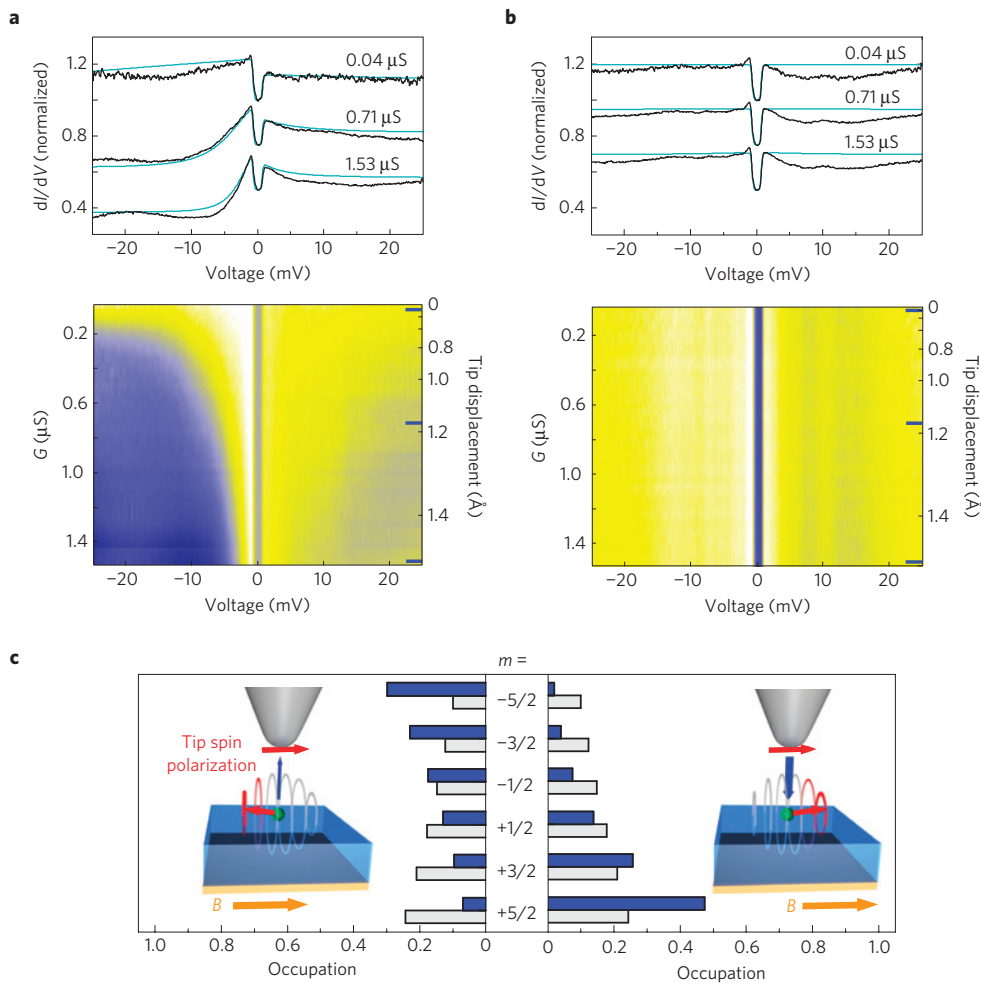 a
1.2
0.8
0.4
dI/dV (normalized)
0.04 μS
0.71 μS
1.53 μS
−20 −10 0 10 20
Voltage (mV)
b
1.2
0.8
0.4
dI/dV (normalized)
0.04 μS
0.71 μS
1.53 μS
−20 −10 0 10 20
Voltage (mV)
0.2
0.6
1.0
1.4
G (μS)
0
0.8
1.0
1.2
1.4
Tip displacement (Å)
−20 −10 0 10 20
Voltage (mV)
0.2
0.6
1.0
1.4
G (μS)
0
0.8
1.0
1.2
1.4
Tip displacement (Å)
−20 −10 0 10 20
Voltage (mV)
c
m =
−5/2
−3/2
−1/2
+1/2
+3/2
+5/2
Tip spin
polarization
B
B
1.0 0.8 0.6 0.4 0.2 0
Occupation
0 0.2 0.4 0.6 0.8 1.0
Occupation